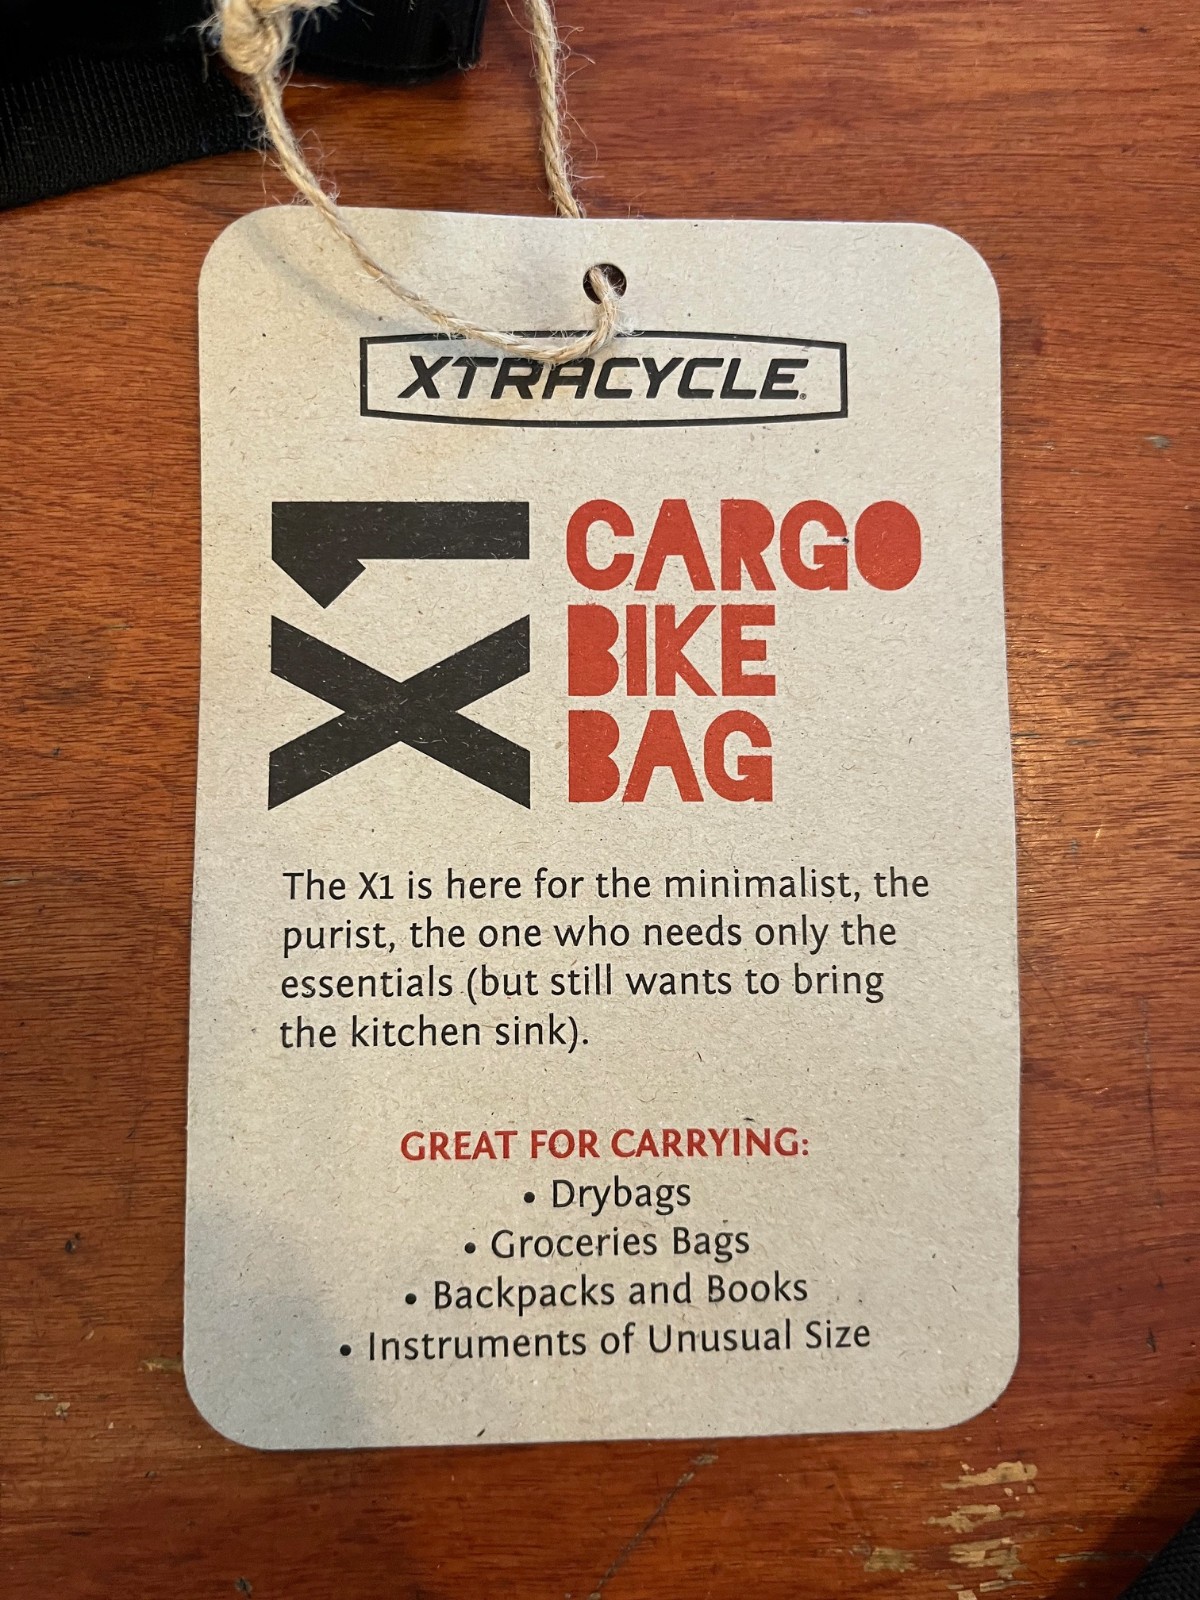 XTRACYCLE®
X1
CARGO
BIKE
BAG
The X1 is here for the minimalist, the
purist, the one who needs only the
essentials (but still wants to bring
the kitchen sink).
GREAT FOR CARRYING:
• Drybags
• Groceries Bags
• Backpacks and Books
• Instruments of Unusual Size